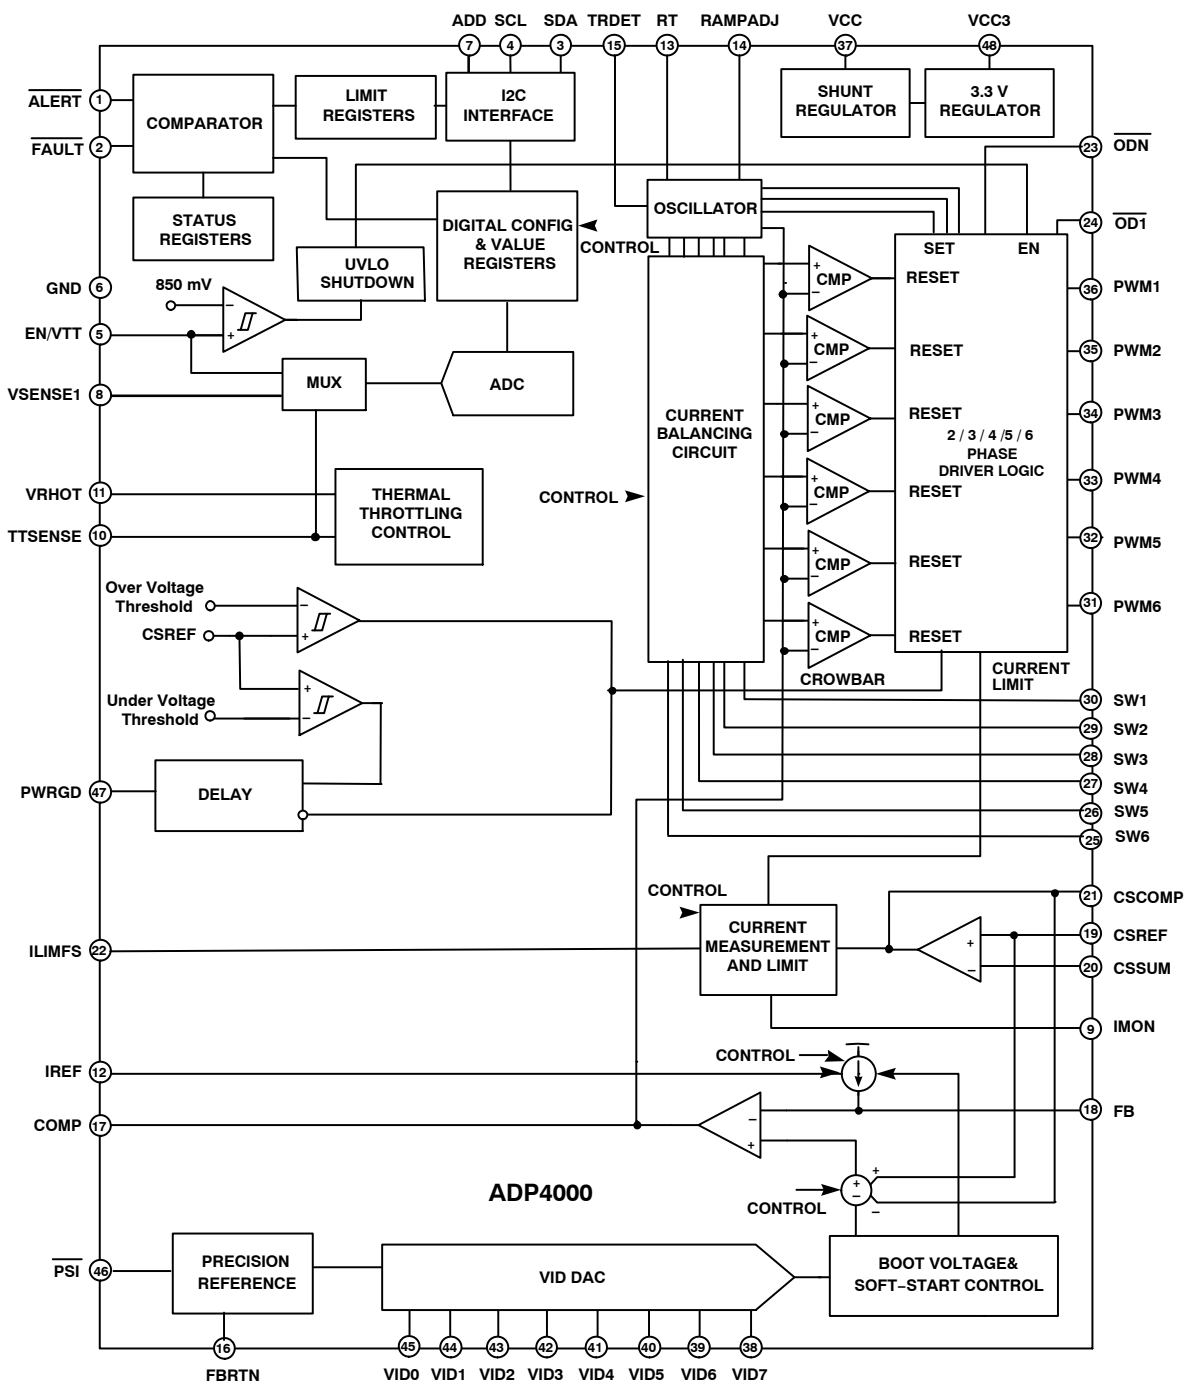 ADD SCL SDA TRDET RT RAMPADJ VCC VCC3
7 4 3 15 13 14 37 48
ALERT 1
FAULT 2
COMPARATOR
LIMIT
REGISTERS
I2C
INTERFACE
SHUNT
REGULATOR
3.3 V
REGULATOR
23 ODN
24 OD1
STATUS
REGISTERS
DIGITAL CONFIG
& VALUE
REGISTERS
CONTROL
OSCILLATOR
SET EN
UVLO
SHUTDOWN
GND 6
850 mV
− +
EN/VTT 5
VSENSE1 8
MUX
ADC
CURRENT
BALANCING
CIRCUIT
CONTROL
+ − CMP RESET
+ − CMP RESET
+ − CMP RESET
+ − CMP RESET
+ − CMP RESET
+ − CMP RESET
2 / 3 / 4 /5 / 6
PHASE
DRIVER LOGIC
36 PWM1
35 PWM2
34 PWM3
33 PWM4
32 PWM5
31 PWM6
VRHOT 11
TTSENSE 10
THERMAL
THROTTLING
CONTROL
Over Voltage
Threshold
− +
CSREF
Under Voltage
Threshold
+ −
CROWBAR
CURRENT
LIMIT
PWRGD 47
DELAY
30 SW1
29 SW2
28 SW3
27 SW4
26 SW5
25 SW6
CONTROL
CURRENT
MEASUREMENT
AND LIMIT
ILIMFS 22
+ −
21 CSCOMP
19 CSREF
20 CSSUM
9 IMON
CONTROL
IREF 12
COMP 17
− +
18 FB
+ −
+
−
CONTROL
ADP4000
PSI 46
PRECISION
REFERENCE
VID DAC
BOOT VOLTAGE&
SOFT−START CONTROL
16 45 44 43 42 41 40 39 38
FBRTN VID0 VID1 VID2 VID3 VID4 VID5 VID6 VID7